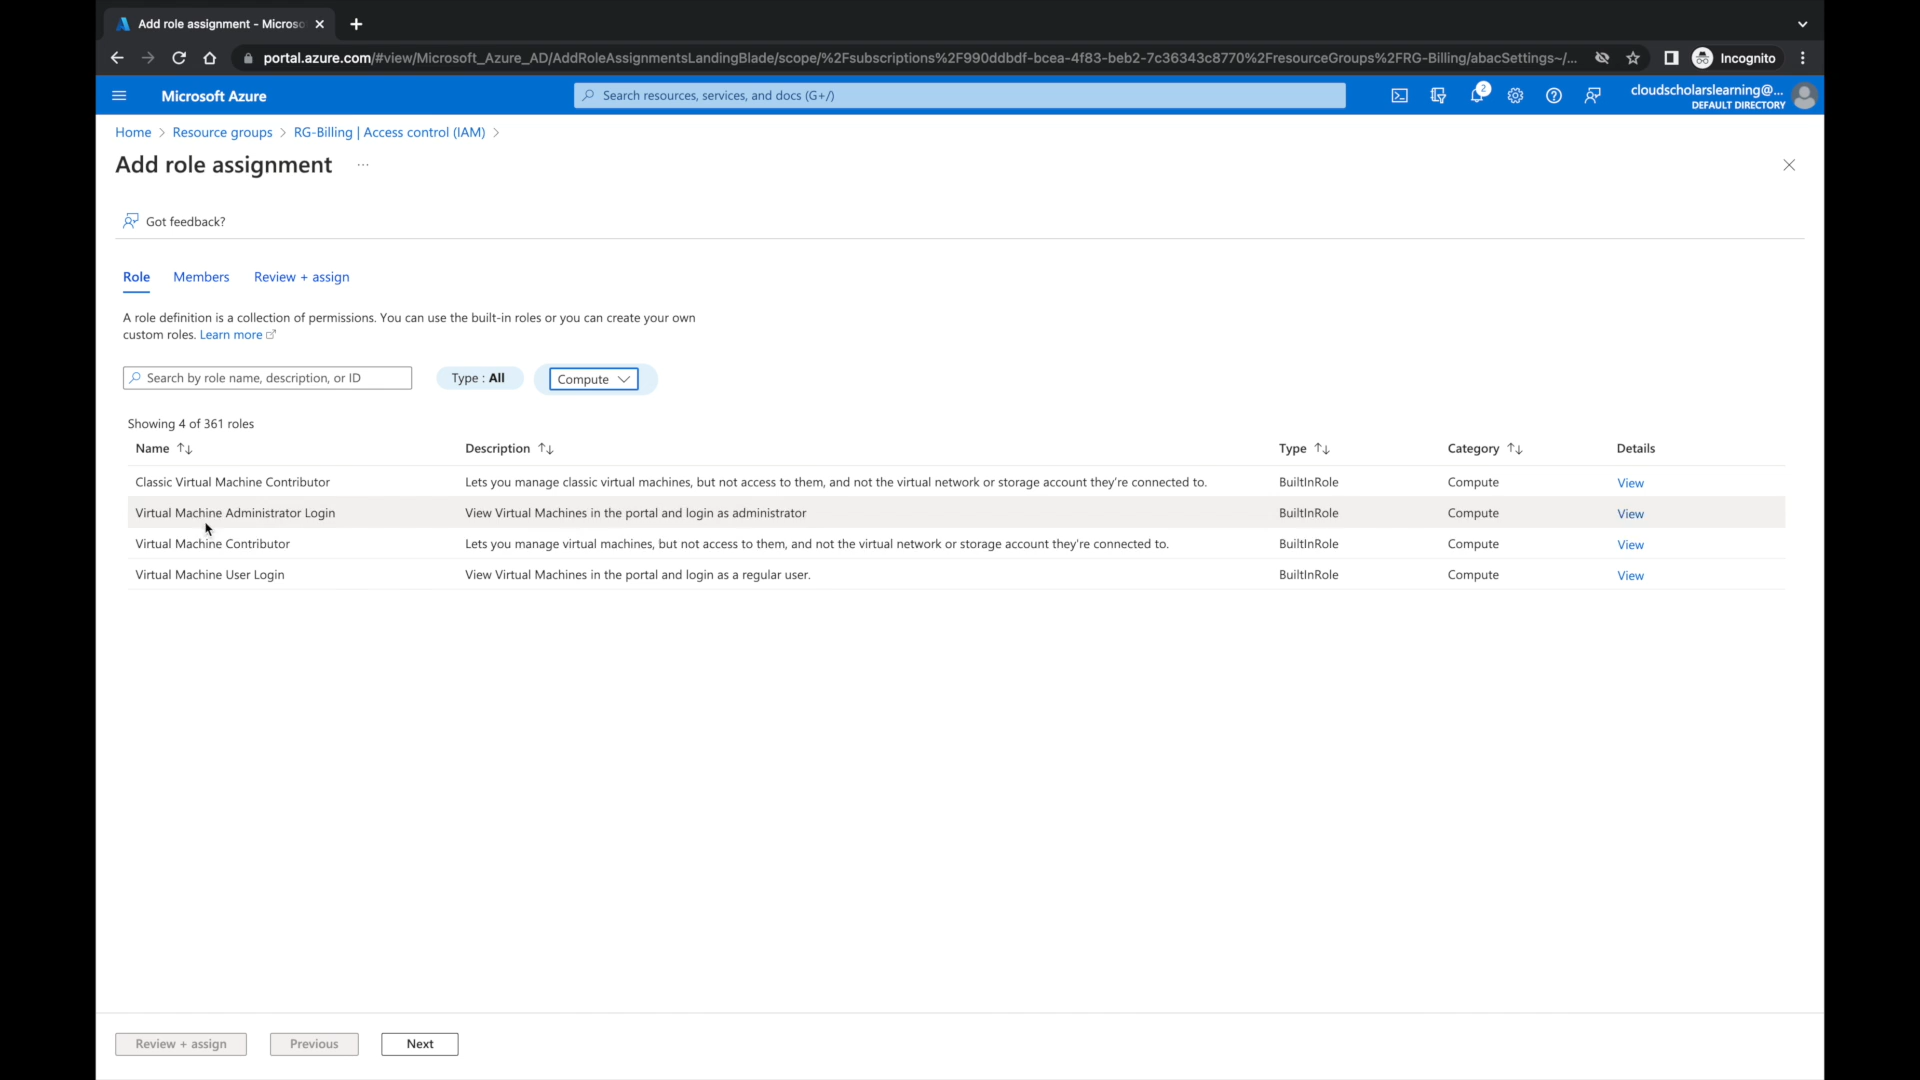 Add role assignment - Micros
Incognito
portal.azure.com/#view/Microsoft_Azure_AD/AddRoleAssignmentsLandingBlade/scope/%2Fsubscriptions%2F990ddbdf-bcea-4f83-beb2-7c36343c8770%2FresourceGroups%2FRG-Billing/abacSettings~/...
Microsoft Azure
Search resources, services, and docs (G+/)
2
cloudscholarslearning@...
DEFAULT DIRECTORY
Home > Resource groups > RG-Billing | Access control (IAM) >
Add role assignment ...
Got feedback?
Role Members Review + assign
A role definition is a collection of permissions. You can use the built-in roles or you can create your own
custom roles. Learn more
Search by role name, description, or ID Type : All Compute
Showing 4 of 361 roles
Name Description Type Category Details
Classic Virtual Machine Contributor Lets you manage classic virtual machines, but not access to them, and not the virtual network or storage account they're connected to. BuiltInRole Compute View
Virtual Machine Administrator Login View Virtual Machines in the portal and login as administrator BuiltInRole Compute View
Virtual Machine Contributor Lets you manage virtual machines, but not access to them, and not the virtual network or storage account they're connected to. BuiltInRole Compute View
Virtual Machine User Login View Virtual Machines in the portal and login as a regular user. BuiltInRole Compute View
Review + assign Previous Next